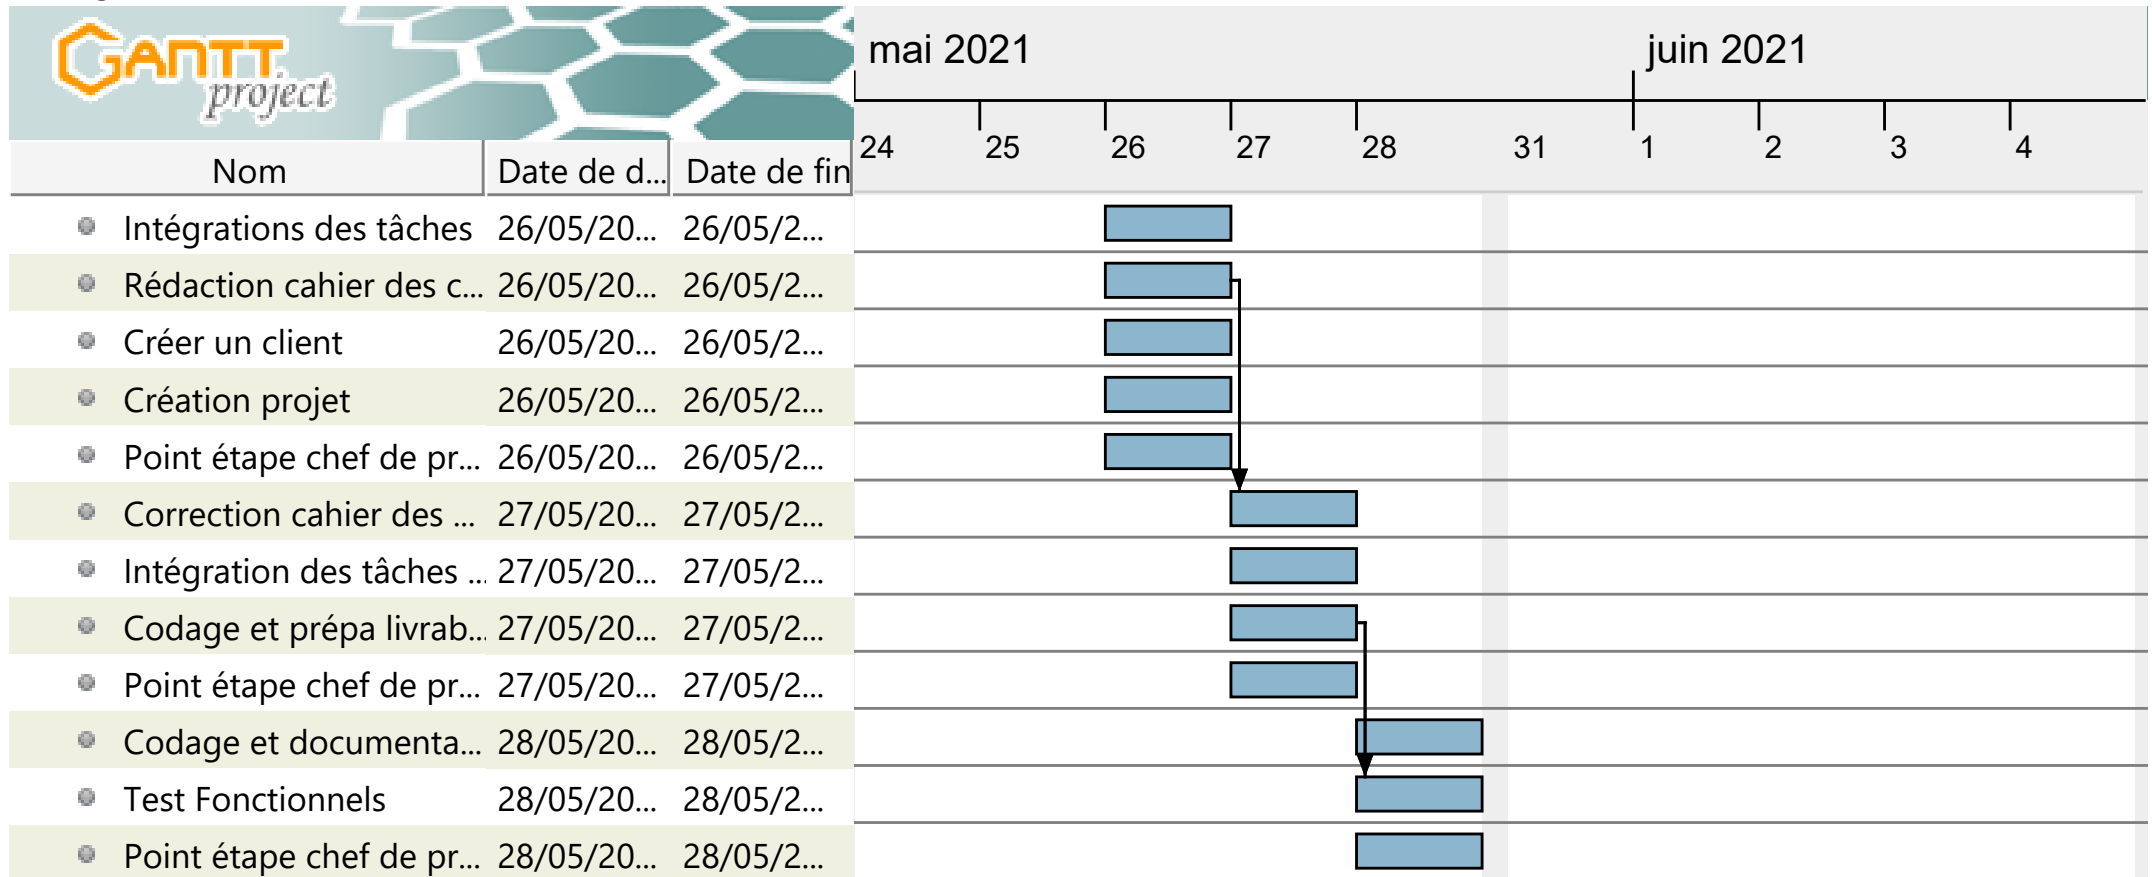 GANTT
project
mai 2021 juin 2021
24 25 26 27 28 31 1 2 3 4
Nom Date de d... Date de fin
Intégrations des tâches 26/05/20... 26/05/2...
Rédaction cahier des c... 26/05/20... 26/05/2...
Créer un client 26/05/20... 26/05/2...
Création projet 26/05/20... 26/05/2...
Point étape chef de pr... 26/05/20... 26/05/2...
Correction cahier des ... 27/05/20... 27/05/2...
Intégration des tâches ... 27/05/20... 27/05/2...
Codage et prépa livrab... 27/05/20... 27/05/2...
Point étape chef de pr... 27/05/20... 27/05/2...
Codage et documenta... 28/05/20... 28/05/2...
Test Fonctionnels 28/05/20... 28/05/2...
Point étape chef de pr... 28/05/20... 28/05/2...